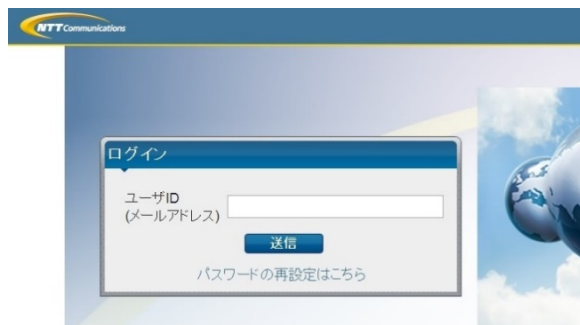 NTT Communications
ログイン
ユーザID
(メールアドレス)
送信
パスワードの再設定はこちら